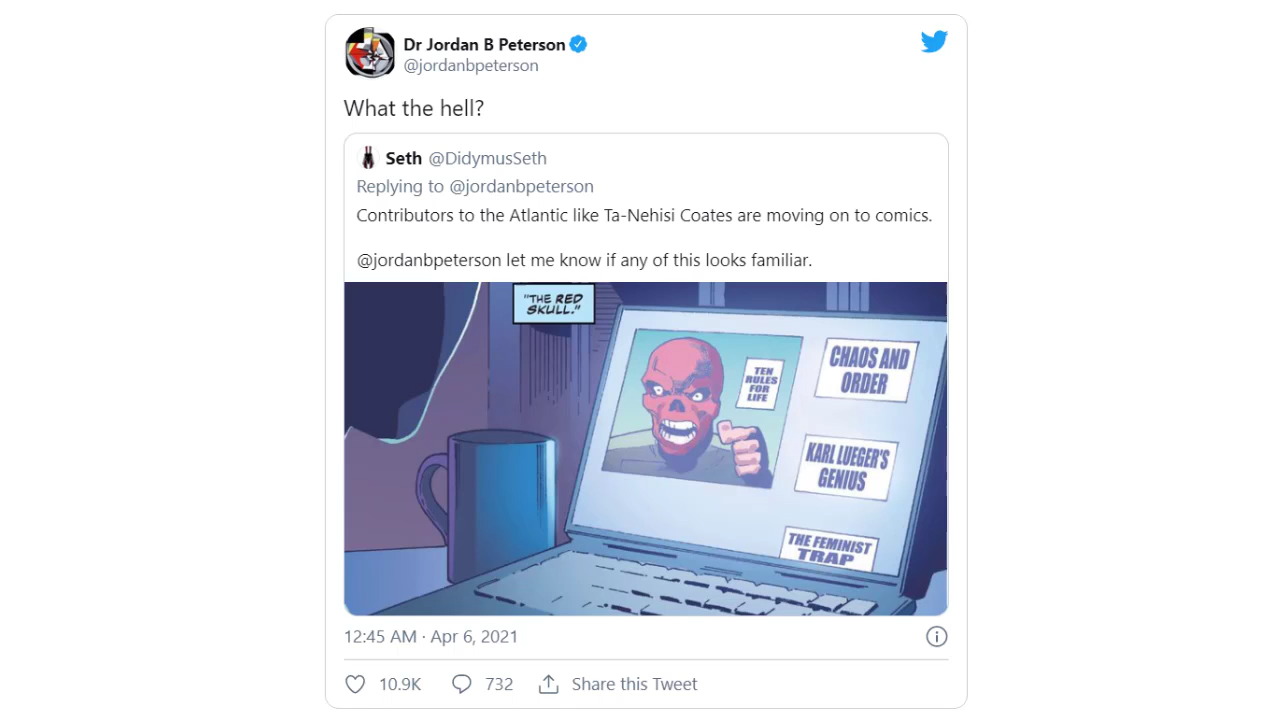 Dr Jordan B Peterson
@jordanbpeterson
What the hell?
Seth @DidymusSeth
Replying to @jordanbpeterson
Contributors to the Atlantic like Ta-Nehisi Coates are moving on to comics.
@jordanbpeterson let me know if any of this looks familiar.
"THE RED
SKULL."
TEN
RULES
FOR
LIFE
CHAOS AND
ORDER
KARL LUEGER'S
GENIUS
THE FEMINIST
TRAP
12:45 AM · Apr 6, 2021
10.9K 732 Share this Tweet